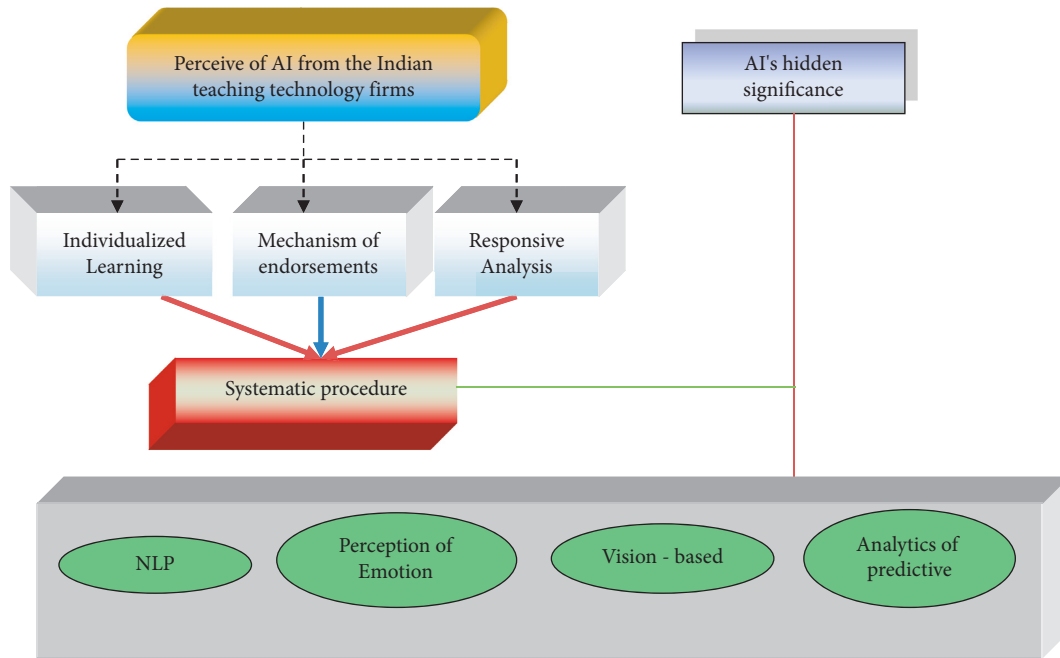 Perceive of AI from the Indian
teaching technology firms
AI's hidden
significance
Individualized
Learning
Mechanism of
endorsements
Responsive
Analysis
Systematic procedure
NLP
Perception of
Emotion
Vision - based
Analytics of
predictive